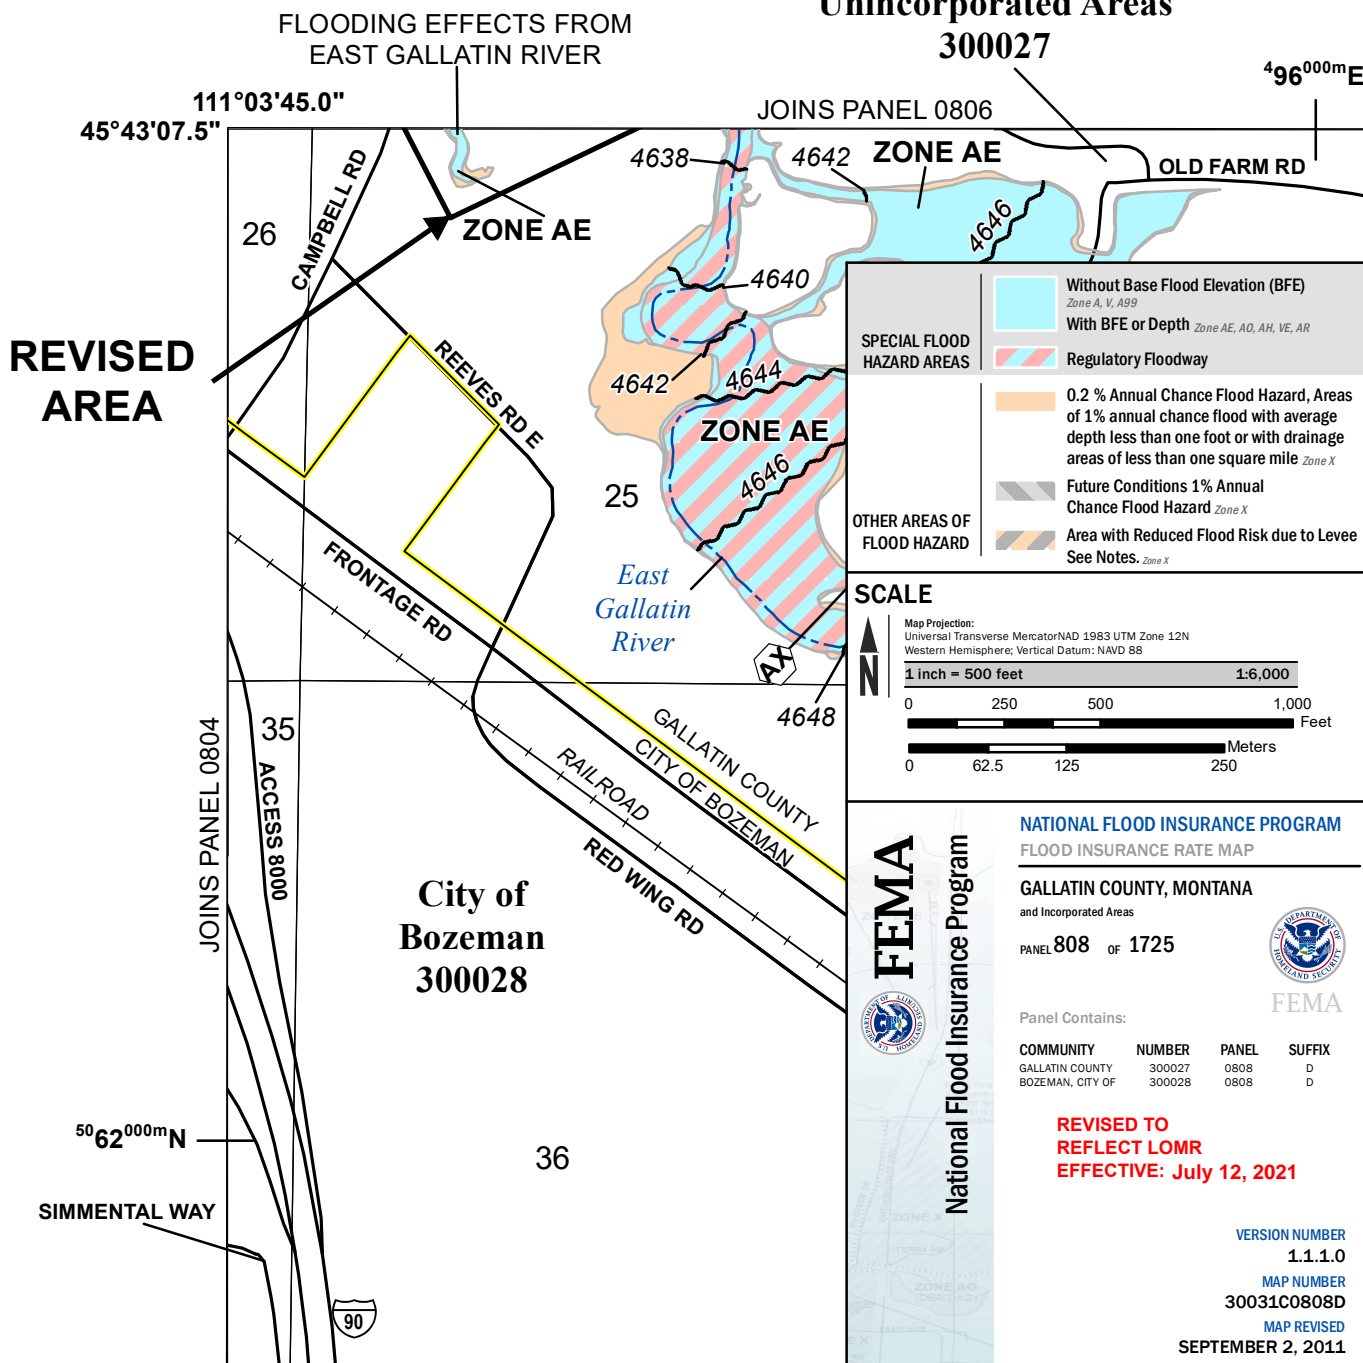 FLOODING EFFECTS FROM
EAST GALLATIN RIVER
Unincorporated Areas
300027
496000mE
111°03'45.0"
45°43'07.5"
JOINS PANEL 0806
4638
4642
ZONE AE
OLD FARM RD
CAMPBELL RD
26
ZONE AE
4646
4640
REVISED
AREA
REEVES RD E
4642
4644
ZONE AE
4646
25
FRONTAGE RD
East
Gallatin
River
AX
4648
35
GALLATIN COUNTY
CITY OF BOZEMAN
RAILROAD
RED WING RD
JOINS PANEL 0804
ACCESS 8000
City of
Bozeman
300028
5062000mN
36
SIMMENTAL WAY
90
SPECIAL FLOOD
HAZARD AREAS
Without Base Flood Elevation (BFE)
Zone A, V, A99
With BFE or Depth Zone AE, AO, AH, VE, AR
Regulatory Floodway
OTHER AREAS OF
FLOOD HAZARD
0.2 % Annual Chance Flood Hazard, Areas
of 1% annual chance flood with average
depth less than one foot or with drainage
areas of less than one square mile Zone X
Future Conditions 1% Annual
Chance Flood Hazard Zone X
Area with Reduced Flood Risk due to Levee
See Notes. Zone X
SCALE
N
Map Projection:
Universal Transverse MercatorNAD 1983 UTM Zone 12N
Western Hemisphere; Vertical Datum: NAVD 88
1 inch = 500 feet 1:6,000
0 250 500 1,000
Feet
Meters
0 62.5 125 250
FEMA
National Flood Insurance Program
U.S. DEPARTMENT OF HOMELAND SECURITY
NATIONAL FLOOD INSURANCE PROGRAM
FLOOD INSURANCE RATE MAP
GALLATIN COUNTY, MONTANA
and Incorporated Areas
PANEL 808 OF 1725
U.S. DEPARTMENT OF HOMELAND SECURITY
FEMA
Panel Contains:
COMMUNITY NUMBER PANEL SUFFIX
GALLATIN COUNTY 300027 0808 D
BOZEMAN, CITY OF 300028 0808 D
REVISED TO
REFLECT LOMR
EFFECTIVE: July 12, 2021
VERSION NUMBER
1.1.1.0
MAP NUMBER
30031C0808D
MAP REVISED
SEPTEMBER 2, 2011
ZONE X
ZONE AO